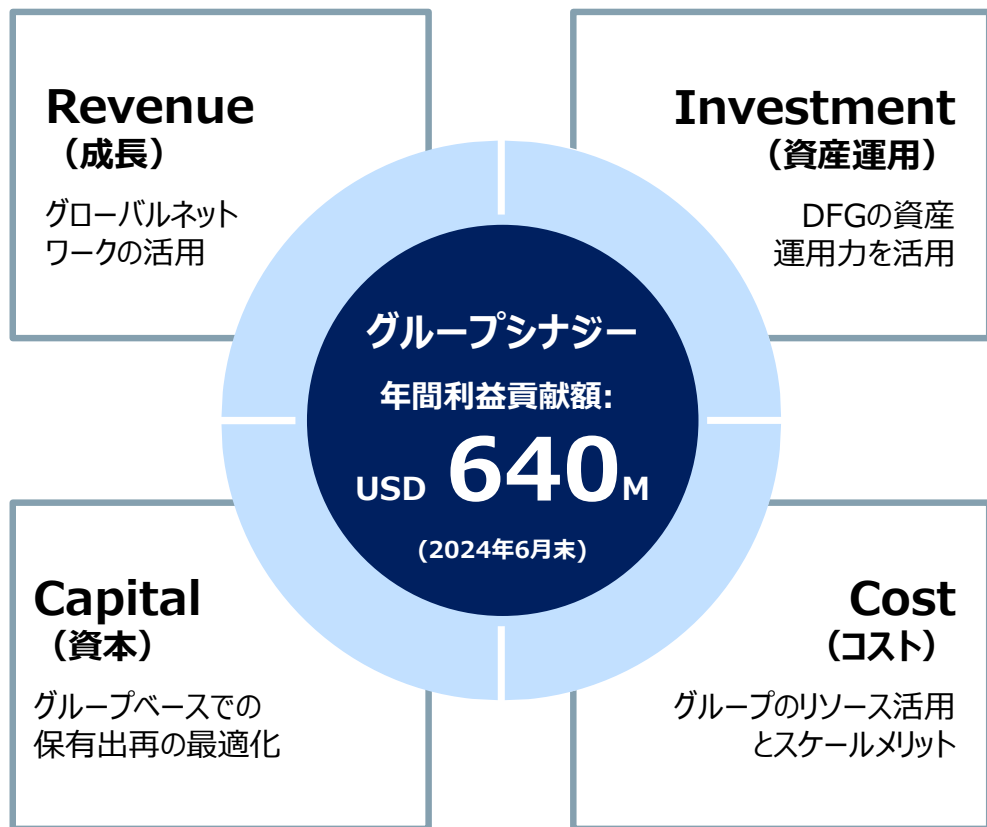 Revenue
（成長）
グローバルネット
ワークの活用
Investment
（資産運用）
DFGの資産
運用力を活用
グループシナジー
年間利益貢献額:
USD 640M
(2024年6月末)
Capital
（資本）
グループベースでの
保有出再の最適化
Cost
（コスト）
グループのリソース活用
とスケールメリット